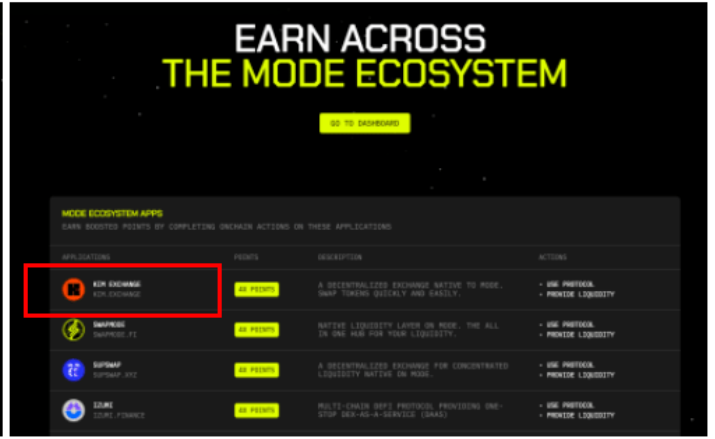 EARN ACROSS
THE MODE ECOSYSTEM
GO TO DASHBOARD
MODE ECOSYSTEM APPS
EARN BOOSTED POINTS BY COMPLETING ONCHAIN ACTIONS ON THESE APPLICATIONS
APPLICATIONS POINTS DESCRIPTION ACTIONS
KIM EXCHANGE
KIM.EXCHANGE
4X POINTS
A DECENTRALIZED EXCHANGE NATIVE TO MODE.
SWAP TOKENS QUICKLY AND EASILY.
• USE PROTOCOL
• PROVIDE LIQUIDITY
SWAPMODE
SWAPMODE.FI
4X POINTS
NATIVE LIQUIDITY LAYER ON MODE. THE ALL
IN ONE HUB FOR YOUR LIQUIDITY.
• USE PROTOCOL
• PROVIDE LIQUIDITY
SUPSWAP
SUPSWAP.XYZ
4X POINTS
A DECENTRALIZED EXCHANGE FOR CONCENTRATED
LIQUIDITY NATIVE ON MODE.
• USE PROTOCOL
• PROVIDE LIQUIDITY
IZUMI
IZUMI.FINANCE
4X POINTS
MULTI-CHAIN DEFI PROTOCOL PROVIDING ONE-
STOP DEX-AS-A-SERVICE (DAAS)
• USE PROTOCOL
• PROVIDE LIQUIDITY